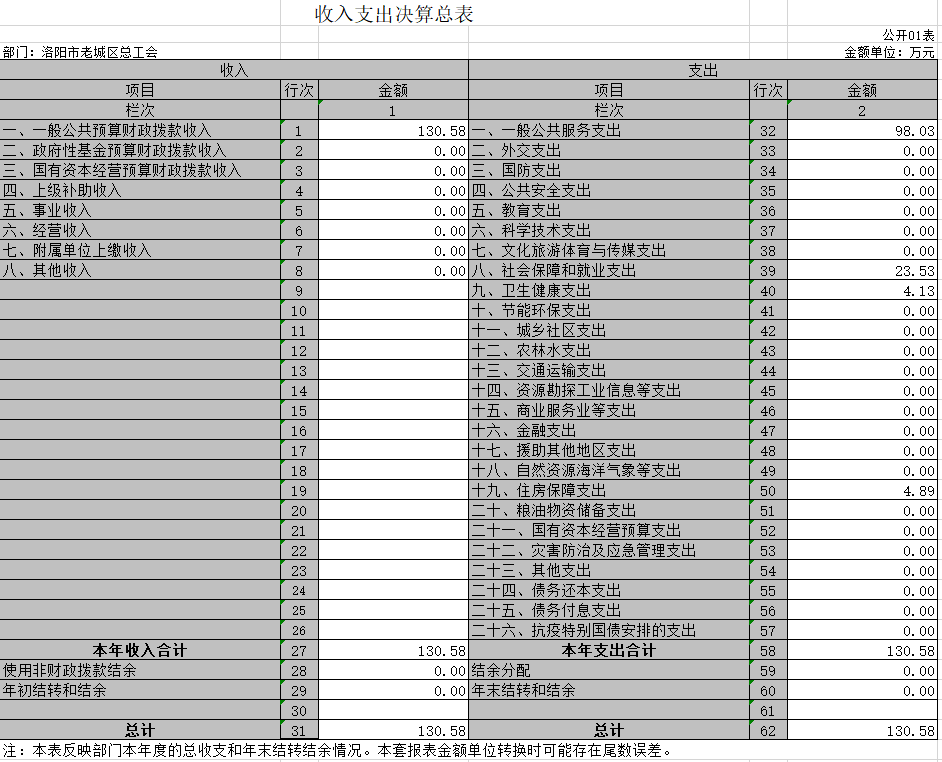 收入支出决算总表
公开01表
部门：洛阳市老城区总工会 金额单位：万元
收入 支出
项目 行次 金额 项目 行次 金额
栏次 1 栏次 2
一、一般公共预算财政拨款收入 1 130.58 一、一般公共服务支出 32 98.03
二、政府性基金预算财政拨款收入 2 0.00 二、外交支出 33 0.00
三、国有资本经营预算财政拨款收入 3 0.00 三、国防支出 34 0.00
四、上级补助收入 4 0.00 四、公共安全支出 35 0.00
五、事业收入 5 0.00 五、教育支出 36 0.00
六、经营收入 6 0.00 六、科学技术支出 37 0.00
七、附属单位上缴收入 7 0.00 七、文化旅游体育与传媒支出 38 0.00
八、其他收入 8 0.00 八、社会保障和就业支出 39 23.53
9 九、卫生健康支出 40 4.13
10 十、节能环保支出 41 0.00
11 十一、城乡社区支出 42 0.00
12 十二、农林水支出 43 0.00
13 十三、交通运输支出 44 0.00
14 十四、资源勘探工业信息等支出 45 0.00
15 十五、商业服务业等支出 46 0.00
16 十六、金融支出 47 0.00
17 十七、援助其他地区支出 48 0.00
18 十八、自然资源海洋气象等支出 49 0.00
19 十九、住房保障支出 50 4.89
20 二十、粮油物资储备支出 51 0.00
21 二十一、国有资本经营预算支出 52 0.00
22 二十二、灾害防治及应急管理支出 53 0.00
23 二十三、其他支出 54 0.00
24 二十四、债务还本支出 55 0.00
25 二十五、债务付息支出 56 0.00
26 二十六、抗疫特别国债安排的支出 57 0.00
本年收入合计 27 130.58 本年支出合计 58 130.58
使用非财政拨款结余 28 0.00 结余分配 59 0.00
年初结转和结余 29 0.00 年末结转和结余 60 0.00
30 61
总计 31 130.58 总计 62 130.58
注：本表反映部门本年度的总收支和年末结转结余情况。本套报表金额单位转换时可能存在尾数误差。